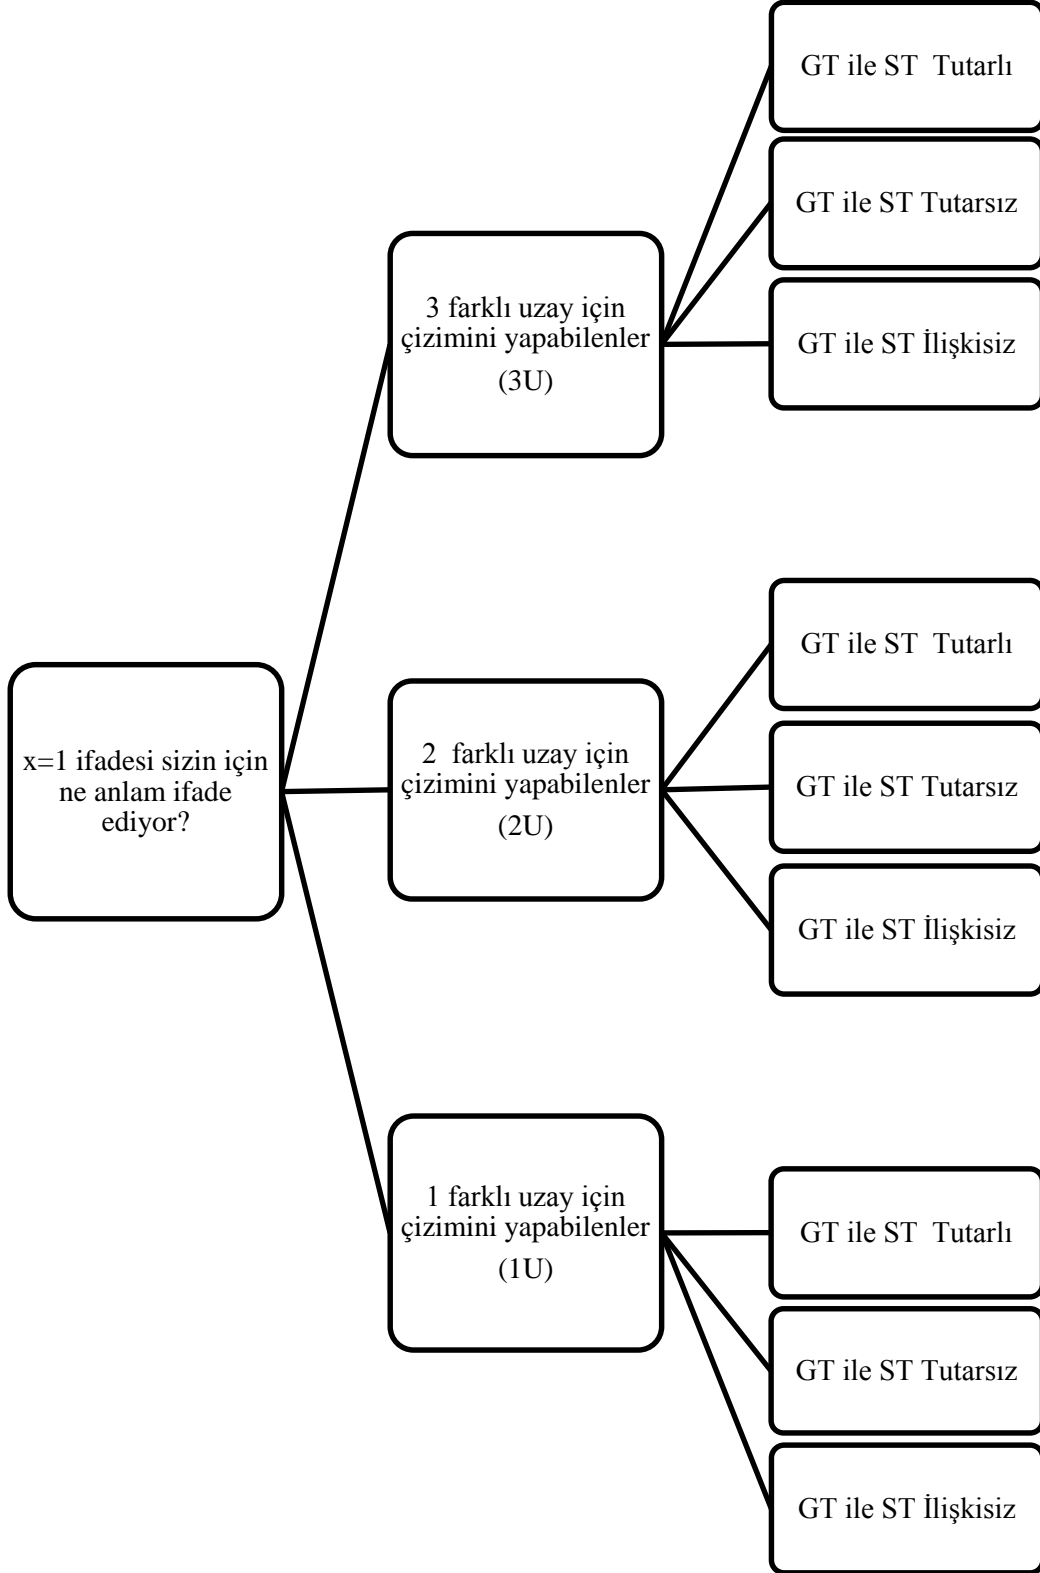 x=1 ifadesi sizin için
ne anlam ifade
ediyor?
3 farklı uzay için
çizimini yapabilenler
(3U)
GT ile ST  Tutarlı
GT ile ST Tutarsız
GT ile ST İlişkisiz
2  farklı uzay için
çizimini yapabilenler
(2U)
GT ile ST  Tutarlı
GT ile ST Tutarsız
GT ile ST İlişkisiz
1 farklı uzay için
çizimini yapabilenler
(1U)
GT ile ST  Tutarlı
GT ile ST Tutarsız
GT ile ST İlişkisiz